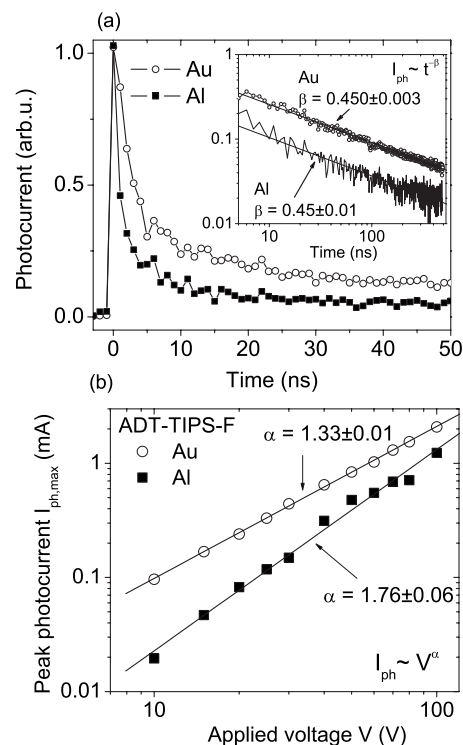 (a)
Photocurrent (arb.u.)
1.0
0.5
0.0
Au
Al
0 10 20 30 40 50
Time (ns)
1
0.1
0.01
I_ph~ t^-β
Au
β = 0.450±0.003
Al
β = 0.45±0.01
10 100
Time (ns)
(b)
Peak photocurrent I_ph,max (mA)
1
0.1
0.01
ADT-TIPS-F
Au
Al
α = 1.33±0.01
α = 1.76±0.06
I_ph~ V^α
10 100
Applied voltage V (V)